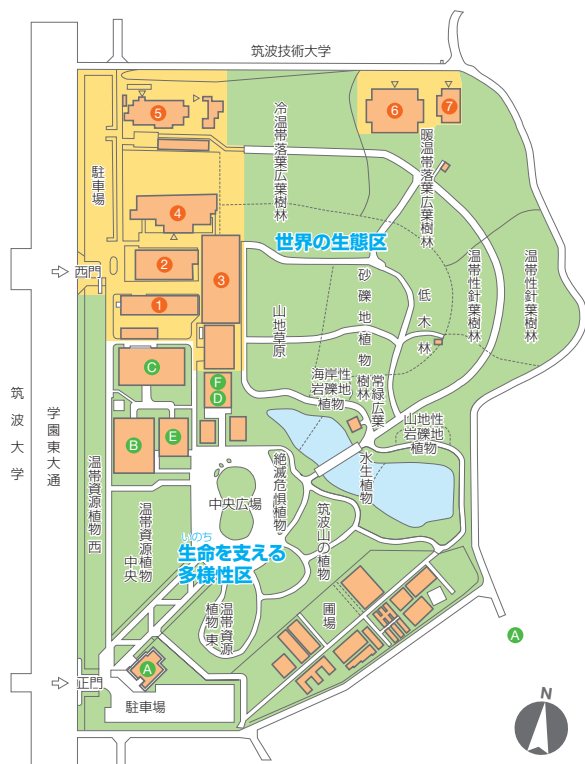 筑波技術大学
5
6
7
冷温帯落葉広葉樹林
暖温帯落葉広葉樹林
駐車場
4
世界の生態区
2
3
西門
1
砂礫地植物
低木林
温帯性針葉樹林
温帯性針葉樹林
山地草原
C
F
D
海岸性
岩礫地
植物
常緑広葉
樹林
山地性
岩礫地
植物
筑波大学
学園東大通
B
E
水生植物
絶滅危惧植物
温帯資源植物 西
温帯資源植物
中央
中央広場
筑波山の植物
いのち
生命を支える
多様性区
温帯資源
植物 東
圃場
A
A
正門
駐車場
N